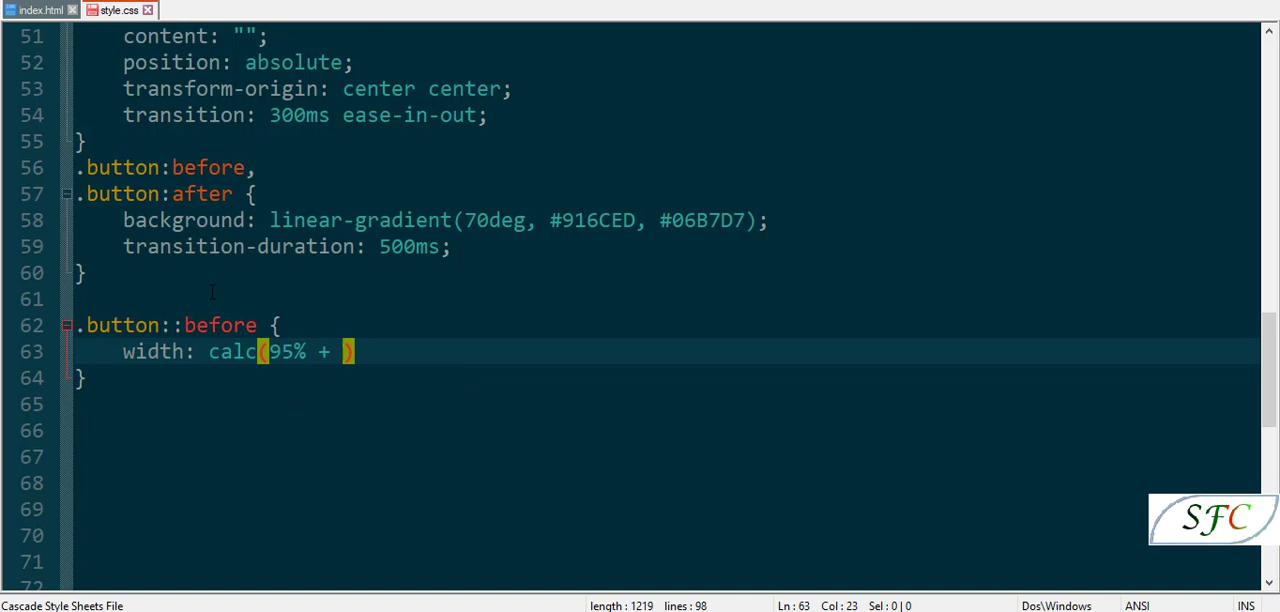 index.html style.css
51 content: "";
52 position: absolute;
53 transform-origin: center center;
54 transition: 300ms ease-in-out;
55 }
56 .button:before,
57 .button:after {
58 background: linear-gradient(70deg, #916CED, #06B7D7);
59 transition-duration: 500ms;
60 }
61
62 .button::before {
63 width: calc(95% + )
64 }
65
66
67
68
69
70
71
72
SFC
Cascade Style Sheets File length : 1219 lines : 98 Ln : 63 Col : 23 Sel : 0 | 0 Dos\Windows ANSI INS